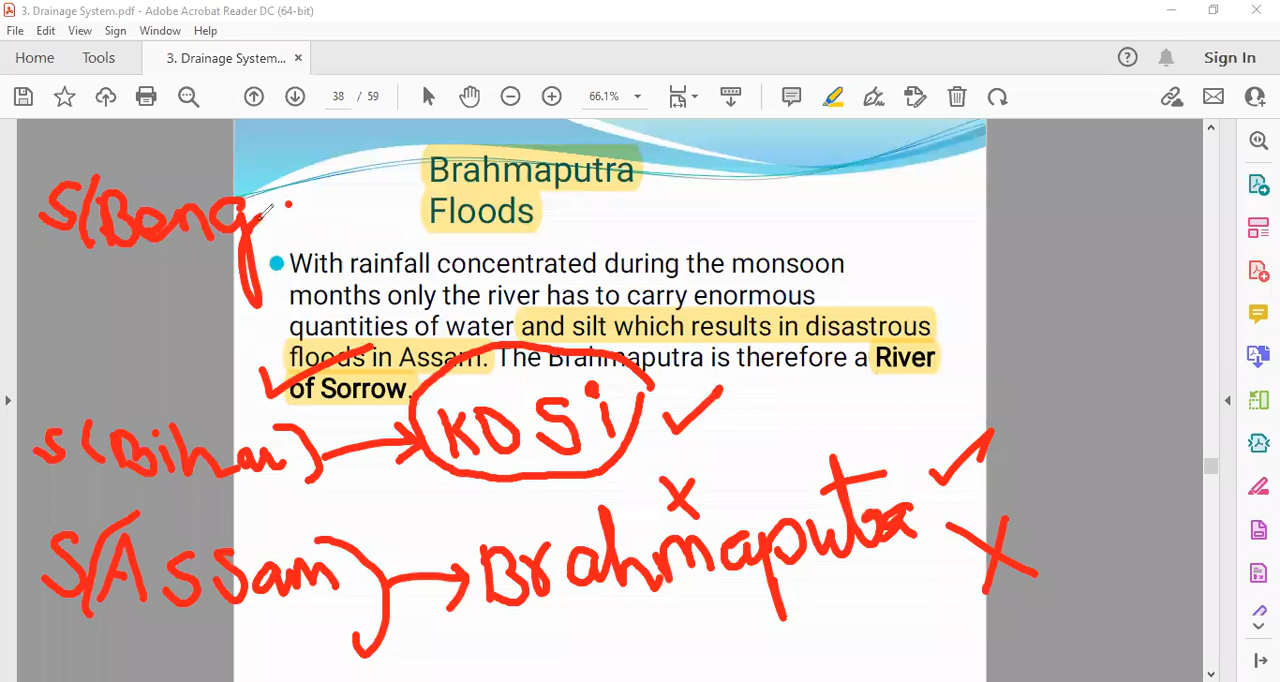 3. Drainage System.pdf - Adobe Acrobat Reader DC (64-bit)
File Edit View Sign Window Help
Home Tools 3. Drainage System... × Sign In
38 / 59 66.1%
Brahmaputra
Floods
S(Beng
With rainfall concentrated during the monsoon
months only the river has to carry enormous
quantities of water and silt which results in disastrous
floods in Assam. The Brahmaputra is therefore a River
of Sorrow.
S(Bihar) → KOSi
S(Assam) → Brahmaputra